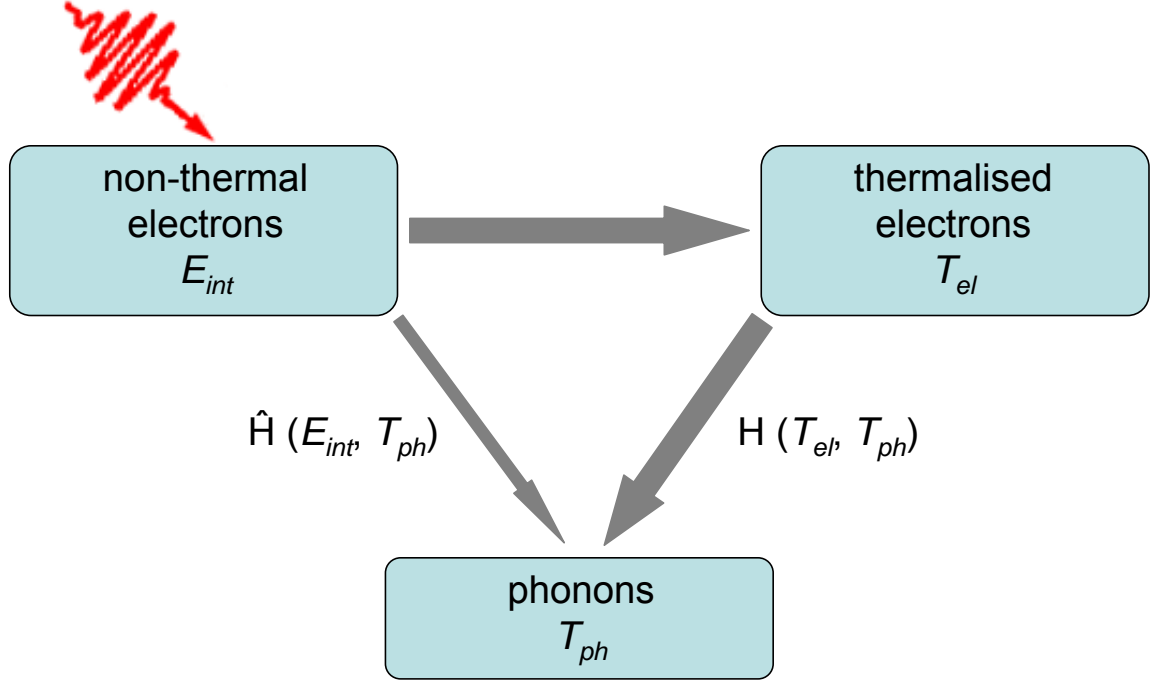 non-thermal
electrons
E_int
thermalised
electrons
T_el
Ĥ (E_int, T_ph)
H (T_el, T_ph)
phonons
T_ph